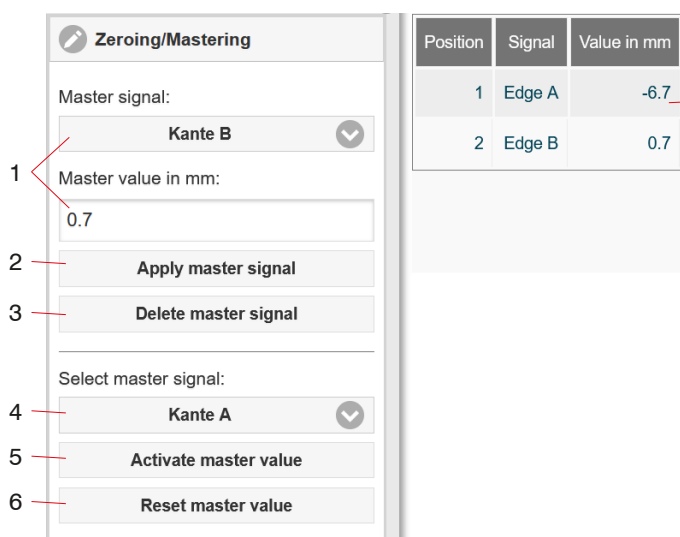 Zeroing/Mastering
Master signal:
Kante B
1
Master value in mm:
0.7
2 Apply master signal
3 Delete master signal
Select master signal:
4 Kante A
5 Activate master value
6 Reset master value
Position Signal Value in mm
1 Edge A -6.7
2 Edge B 0.7